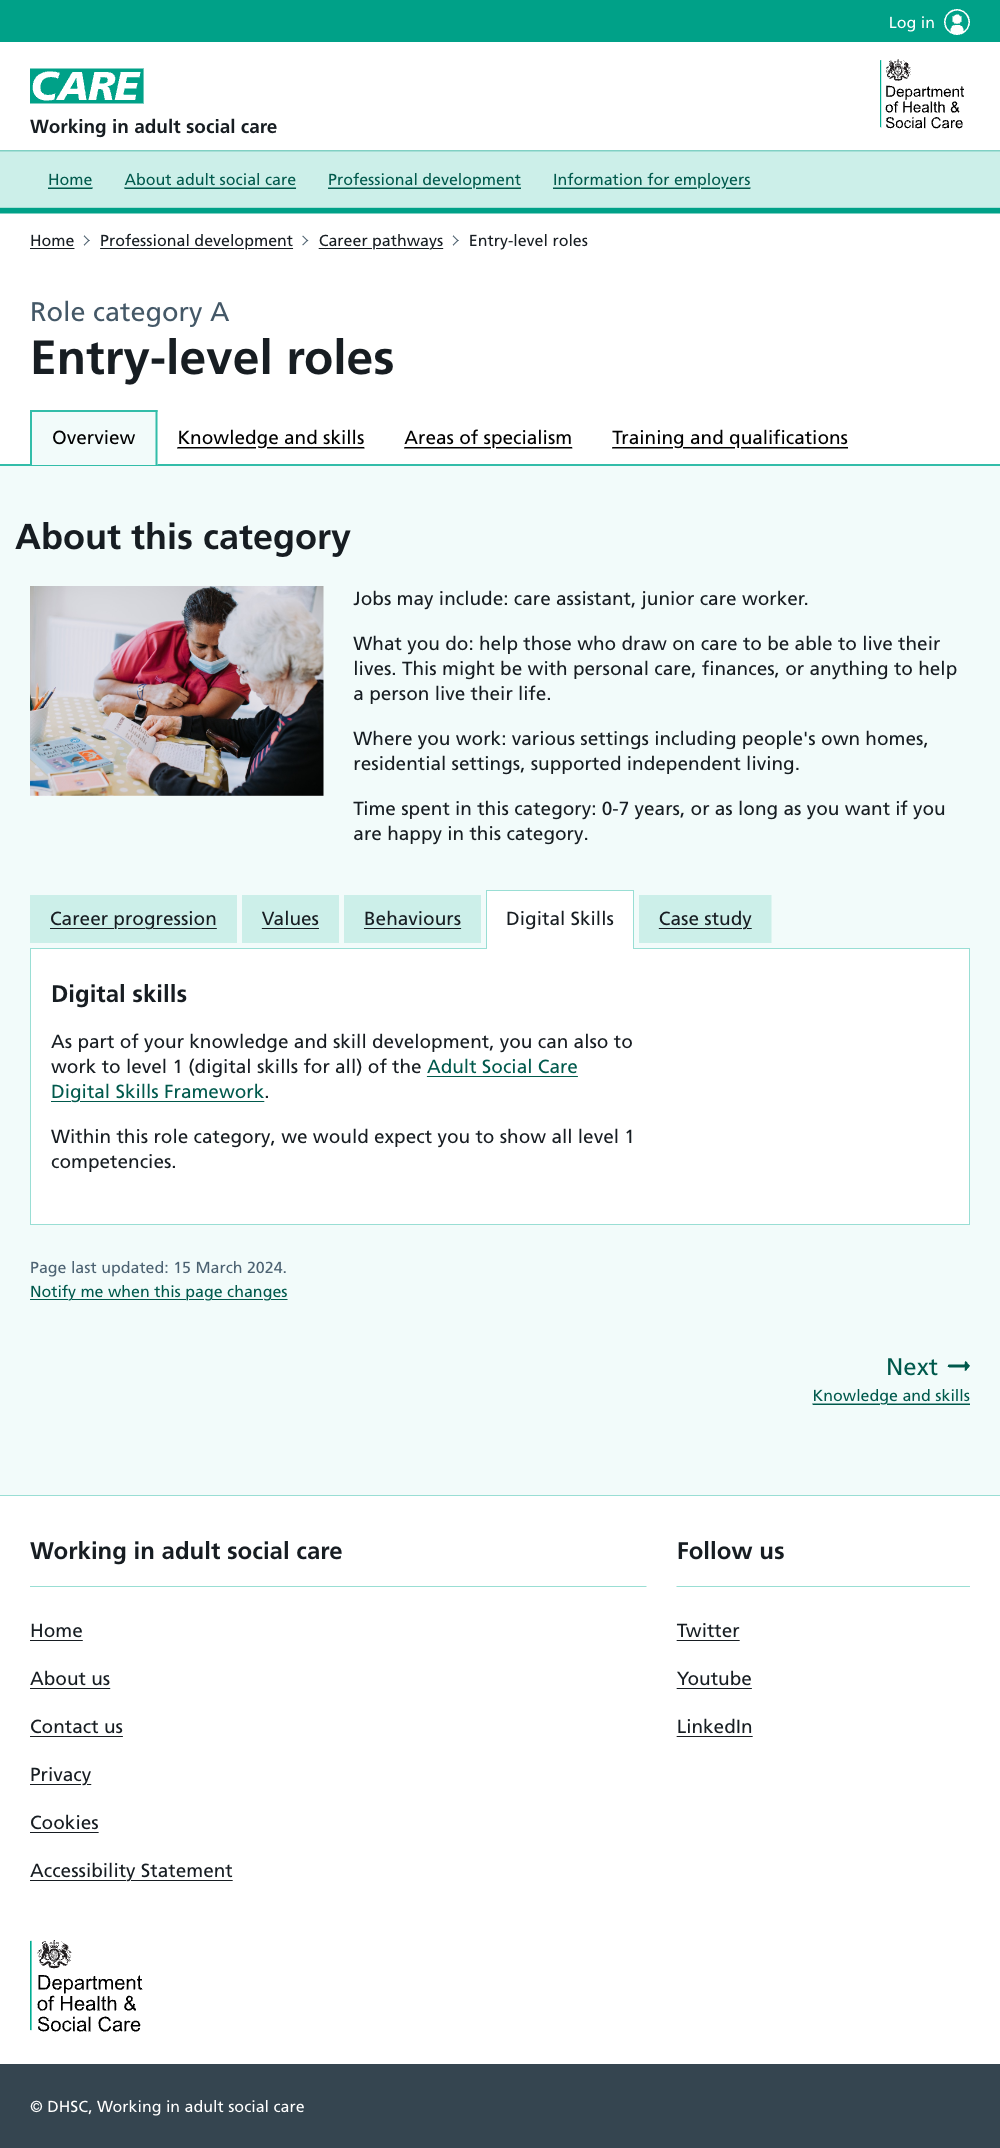 Log in
CARE
Working in adult social care
Department
of Health &
Social Care
Home About adult social care Professional development Information for employers
Home Professional development Career pathways Entry-level roles
Role category A
Entry-level roles
Overview Knowledge and skills Areas of specialism Training and qualifications
About this category
Jobs may include: care assistant, junior care worker.
What you do: help those who draw on care to be able to live their
lives. This might be with personal care, finances, or anything to help
a person live their life.
Where you work: various settings including people's own homes,
residential settings, supported independent living.
Time spent in this category: 0-7 years, or as long as you want if you
are happy in this category.
Career progression Values Behaviours Digital Skills Case study
Digital skills
As part of your knowledge and skill development, you can also to
work to level 1 (digital skills for all) of the Adult Social Care
Digital Skills Framework.
Within this role category, we would expect you to show all level 1
competencies.
Page last updated: 15 March 2024.
Notify me when this page changes
Next
Knowledge and skills
Working in adult social care
Home
About us
Contact us
Privacy
Cookies
Accessibility Statement
Follow us
Twitter
Youtube
LinkedIn
Department
of Health &
Social Care
© DHSC, Working in adult social care